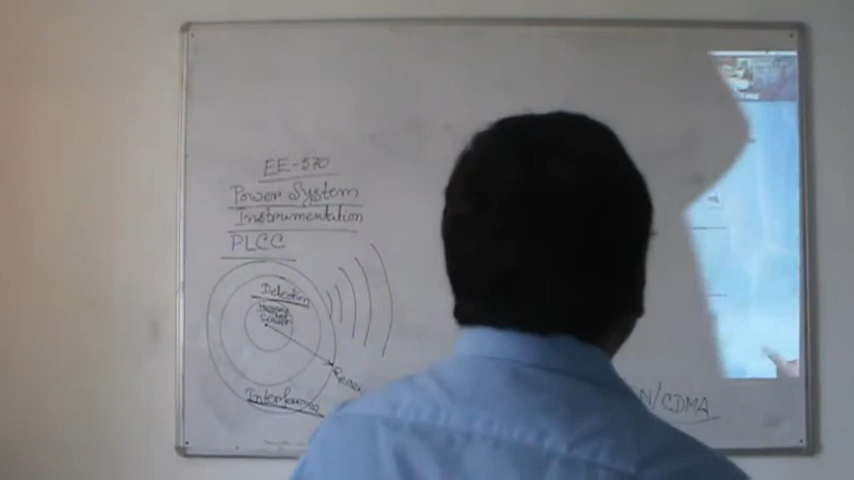 EE-570
Power System
Instrumentation
PLCC
Detection
Interference
N/CDMA